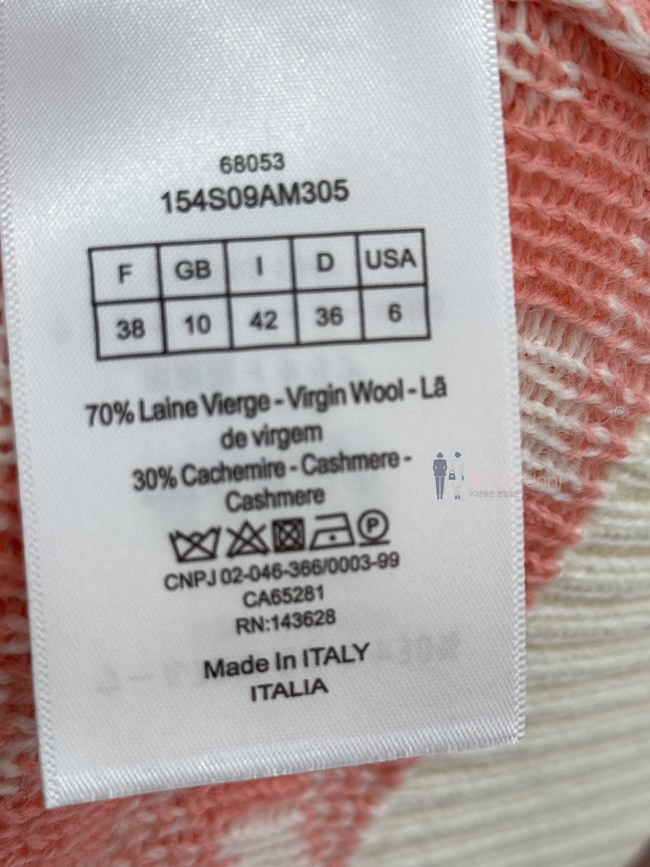 68053
154S09AM305
F GB I D USA
38 10 42 36 6
70% Laine Vierge - Virgin Wool - Lã
de virgem
30% Cachemire - Cashmere -
Cashmere
P
CNPJ 02-046-366/0003-99
CA65281
RN:143628
Made In ITALY
ITALIA